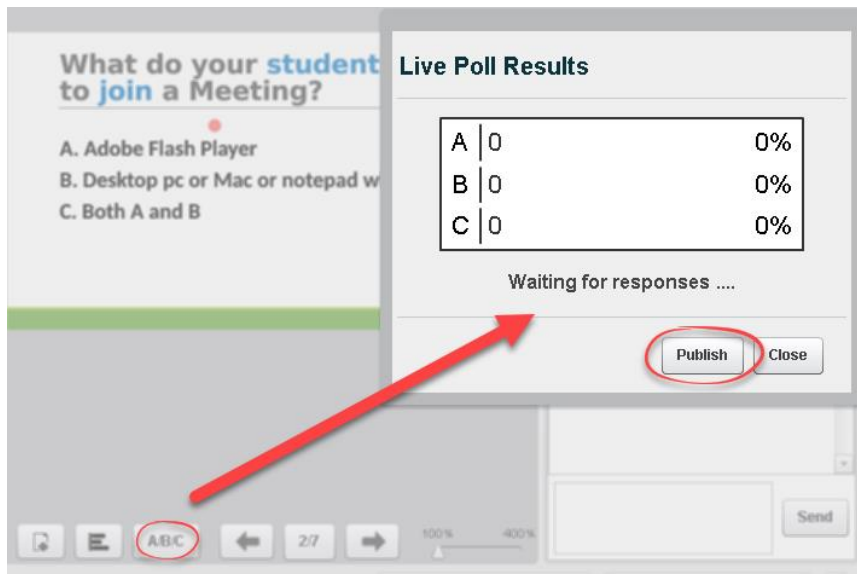 What do your student
to join a Meeting?
A. Adobe Flash Player
B. Desktop pc or Mac or notepad w
C. Both A and B
Live Poll Results
A 0 0%
B 0 0%
C 0 0%
Waiting for responses ....
Publish Close
Send
A:B:C 2/7 100% 400%